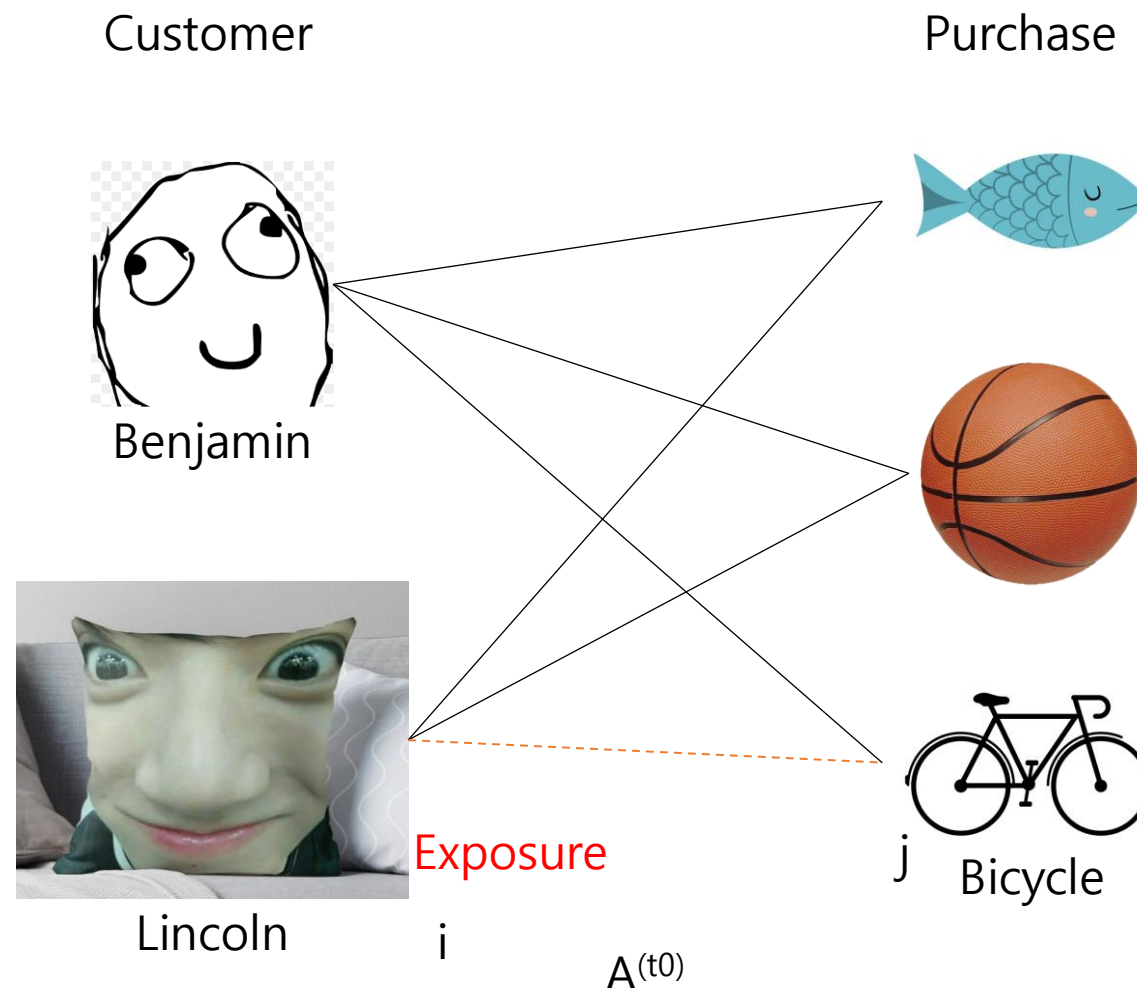 Customer
Purchase
Benjamin
Exposure
j
Bicycle
Lincoln
i
A(t0)